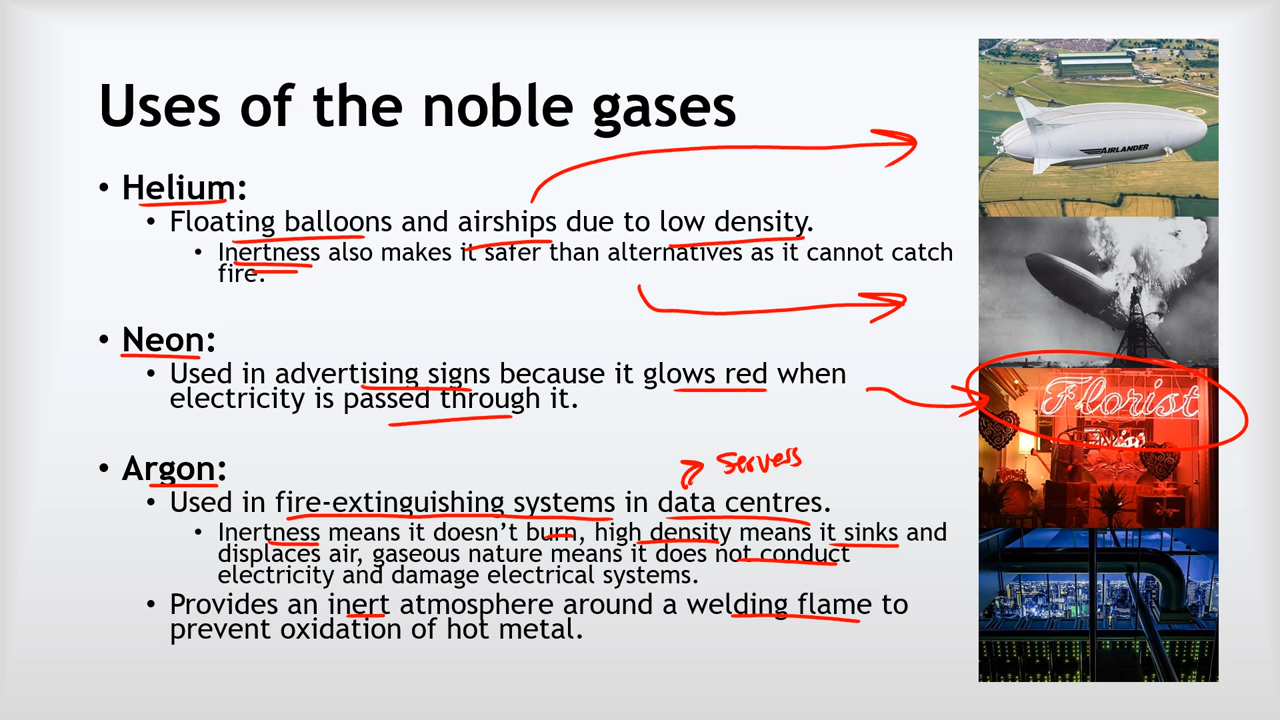 Uses of the noble gases
AIRLANDER
• Helium:
• Floating balloons and airships due to low density.
• Inertness also makes it safer than alternatives as it cannot catch
fire.
• Neon:
• Used in advertising signs because it glows red when
electricity is passed through it.
Florist
• Argon:
Servers
• Used in fire-extinguishing systems in data centres.
• Inertness means it doesn't burn, high density means it sinks and
displaces air, gaseous nature means it does not conduct
electricity and damage electrical systems.
• Provides an inert atmosphere around a welding flame to
prevent oxidation of hot metal.